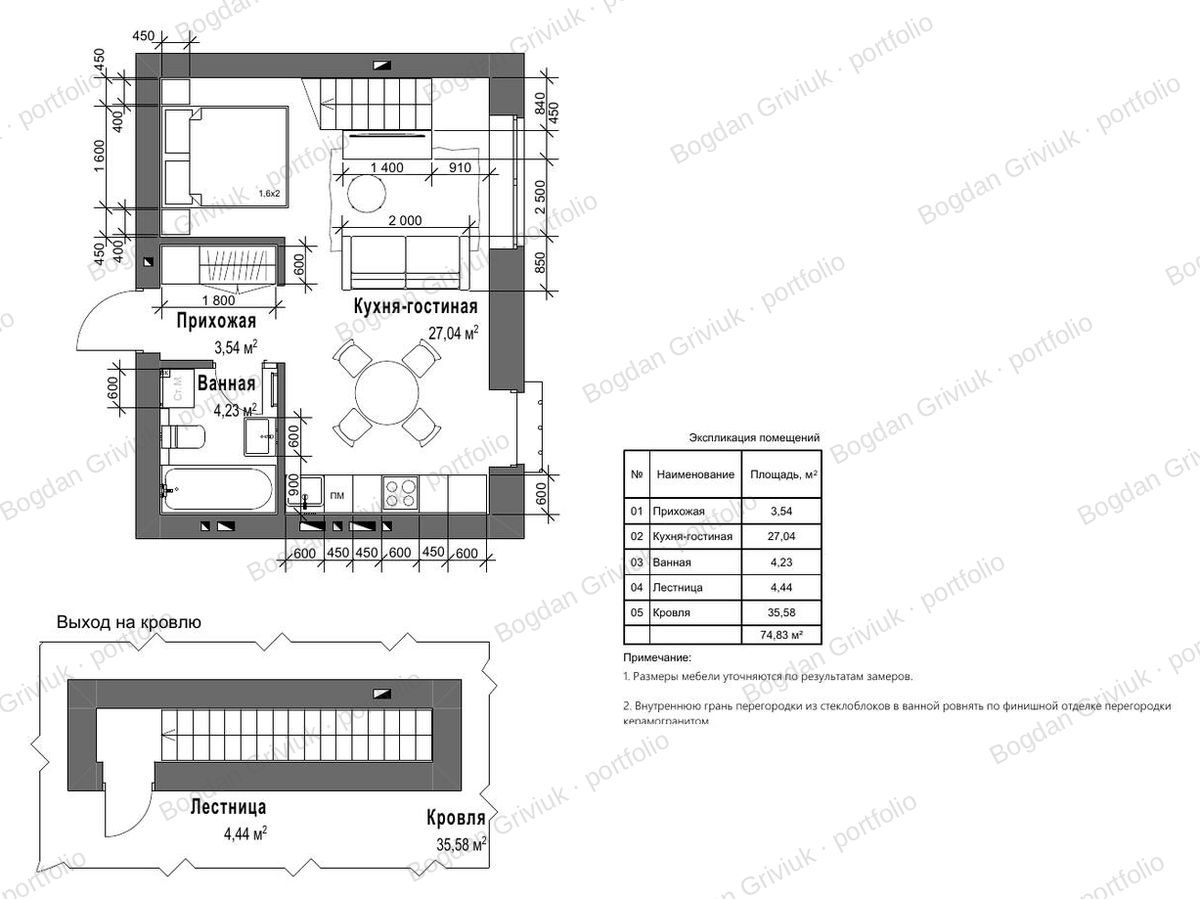 450
450
400
1 600
450
400
1.6x2
840
450
1 400
910
2 500
2 000
850
600
1 800
Кухня-гостиная
27,04 м²
Прихожая
3,54 м²
Ванная
4,23 м²
Ст.М
600
600
900
ПМ
600
600
450
450
600
450
600
Экспликация помещений
№ Наименование Площадь, м²
01 Прихожая 3,54
02 Кухня-гостиная 27,04
03 Ванная 4,23
04 Лестница 4,44
05 Кровля 35,58
74,83 м²
Примечание:
1. Размеры мебели уточняются по результатам замеров.
2. Внутреннюю грань перегородки из стеклоблоков в ванной ровнять по финишной отделке перегородки
керамогранитом
Выход на кровлю
Лестница
4,44 м²
Кровля
35,58 м²
Bogdan Griviuk · portfolio